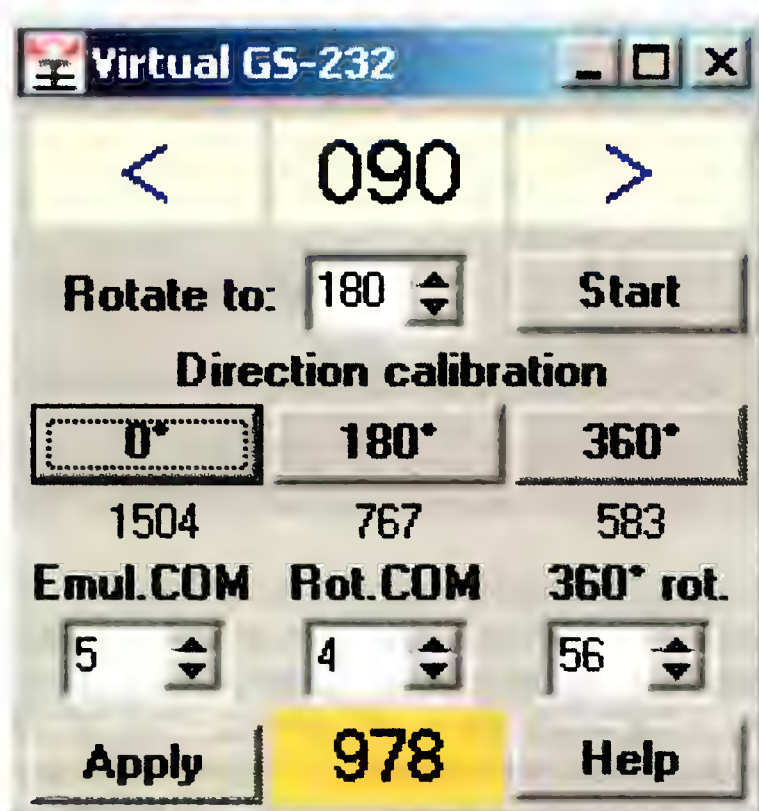 Virtual GS-232
< 090 >
Rotate to: 180 Start
Direction calibration
0° 180° 360°
1504 767 583
Emul.COM Rot.COM 360° rot.
5 4 56
Apply 978 Help